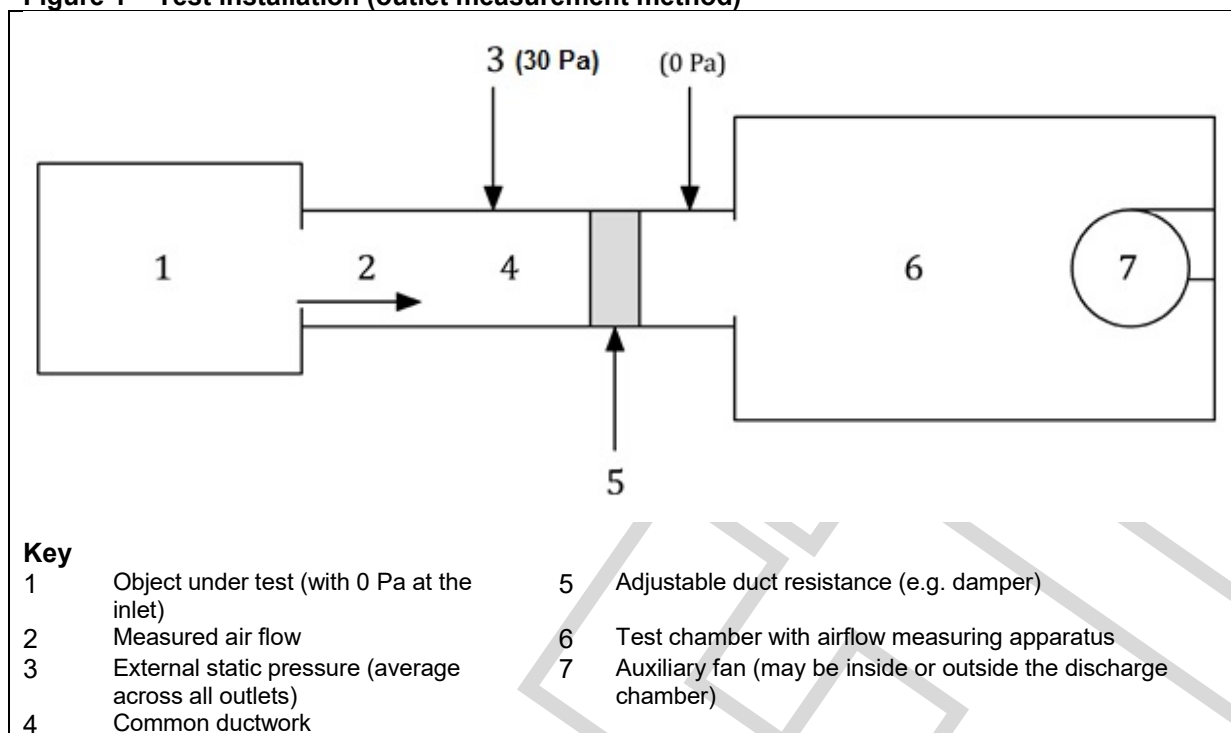 Figure 1 – Test installation (outlet measurement method)
3 (30 Pa) (0 Pa)
1 2 4 6 7
5
Key
1 Object under test (with 0 Pa at the inlet)
5 Adjustable duct resistance (e.g. damper)
2 Measured air flow
6 Test chamber with airflow measuring apparatus
3 External static pressure (average across all outlets)
7 Auxiliary fan (may be inside or outside the discharge chamber)
4 Common ductwork